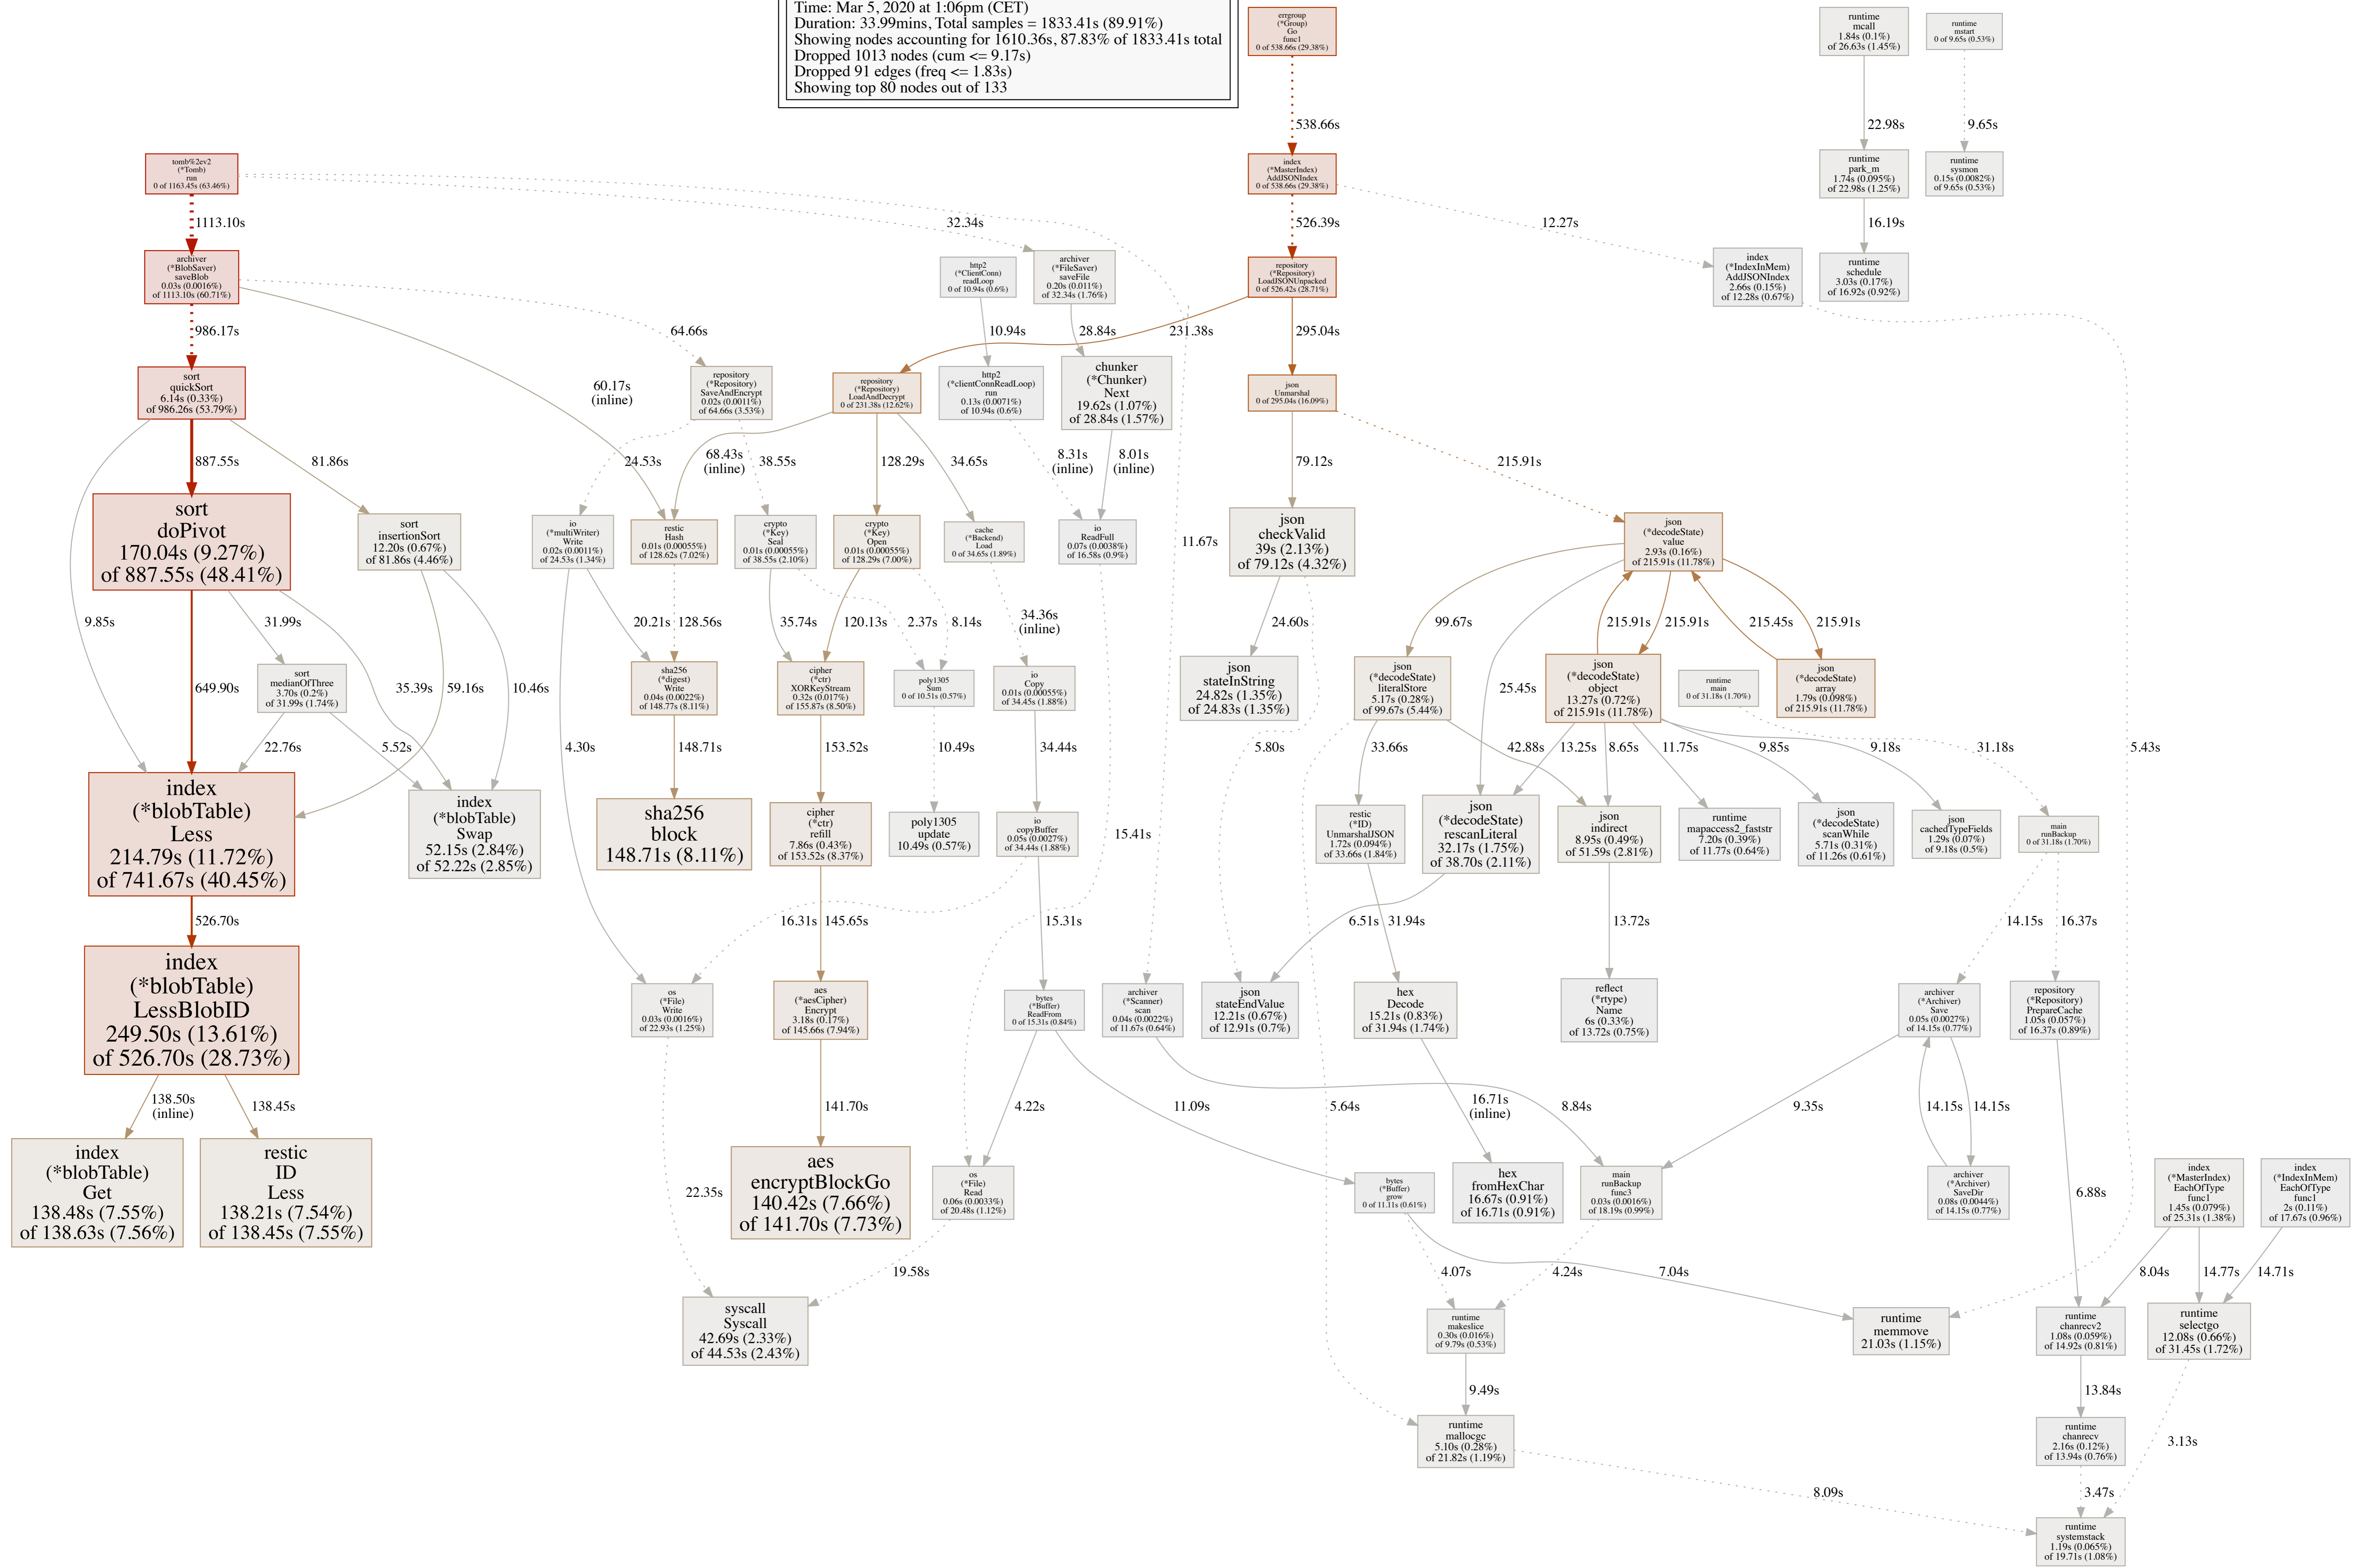 Time: Mar 5, 2020 at 1:06pm (CET)
Duration: 33.99mins, Total samples = 1833.41s (89.91%)
Showing nodes accounting for 1610.36s, 87.83% of 1833.41s total
Dropped 1013 nodes (cum <= 9.17s)
Dropped 91 edges (freq <= 1.83s)
Showing top 80 nodes out of 133
errgroup
(*Group)
Go
func1
0 of 538.66s (29.38%)
runtime
mcall
1.84s (0.1%)
of 26.63s (1.45%)
runtime
mstart
0 of 9.65s (0.53%)
538.66s
22.98s
9.65s
tomb%2ev2
(*Tomb)
run
0 of 1163.45s (63.46%)
index
(*MasterIndex)
AddJSONIndex
0 of 538.66s (29.38%)
runtime
park_m
1.74s (0.095%)
of 22.98s (1.25%)
runtime
sysmon
0.15s (0.0082%)
of 9.65s (0.53%)
1113.10s
32.34s
526.39s
12.27s
16.19s
archiver
(*BlobSaver)
saveBlob
0.03s (0.0016%)
of 1113.10s (60.71%)
http2
(*ClientConn)
readLoop
0 of 10.94s (0.6%)
archiver
(*FileSaver)
saveFile
0.20s (0.011%)
of 32.34s (1.76%)
repository
(*Repository)
LoadJSONUnpacked
0 of 526.42s (28.71%)
index
(*IndexInMem)
AddJSONIndex
2.66s (0.15%)
of 12.28s (0.67%)
runtime
schedule
3.03s (0.17%)
of 16.92s (0.92%)
986.17s
64.66s
10.94s
28.84s
231.38s
295.04s
sort
quickSort
6.14s (0.33%)
of 986.26s (53.79%)
60.17s
(inline)
repository
(*Repository)
SaveAndEncrypt
0.02s (0.0011%)
of 64.66s (3.53%)
repository
(*Repository)
LoadAndDecrypt
0 of 231.38s (12.62%)
http2
(*clientConnReadLoop)
run
0.13s (0.0071%)
of 10.94s (0.6%)
chunker
(*Chunker)
Next
19.62s (1.07%)
of 28.84s (1.57%)
json
Unmarshal
0 of 295.04s (16.09%)
887.55s
81.86s
24.53s
68.43s
(inline)
38.55s
128.29s
34.65s
8.31s
(inline)
8.01s
(inline)
79.12s
215.91s
sort
doPivot
170.04s (9.27%)
of 887.55s (48.41%)
sort
insertionSort
12.20s (0.67%)
of 81.86s (4.46%)
io
(*multiWriter)
Write
0.02s (0.0011%)
of 24.53s (1.34%)
restic
Hash
0.01s (0.00055%)
of 128.62s (7.02%)
crypto
(*Key)
Seal
0.01s (0.00055%)
of 38.55s (2.10%)
crypto
(*Key)
Open
0.01s (0.00055%)
of 128.29s (7.00%)
cache
(*Backend)
Load
0 of 34.65s (1.89%)
io
ReadFull
0.07s (0.0038%)
of 16.58s (0.9%)
11.67s
json
checkValid
39s (2.13%)
of 79.12s (4.32%)
json
(*decodeState)
value
2.93s (0.16%)
of 215.91s (11.78%)
9.85s
31.99s
20.21s
128.56s
35.74s
120.13s
2.37s
8.14s
34.36s
(inline)
24.60s
99.67s
215.91s
215.91s
215.45s
215.91s
649.90s
sort
medianOfThree
3.70s (0.2%)
of 31.99s (1.74%)
35.39s
59.16s
10.46s
sha256
(*digest)
Write
0.04s (0.0022%)
of 148.77s (8.11%)
cipher
(*ctr)
XORKeyStream
0.32s (0.017%)
of 155.87s (8.50%)
poly1305
Sum
0 of 10.51s (0.57%)
io
Copy
0.01s (0.00055%)
of 34.45s (1.88%)
json
stateInString
24.82s (1.35%)
of 24.83s (1.35%)
json
(*decodeState)
literalStore
5.17s (0.28%)
of 99.67s (5.44%)
25.45s
json
(*decodeState)
object
13.27s (0.72%)
of 215.91s (11.78%)
runtime
main
0 of 31.18s (1.70%)
json
(*decodeState)
array
1.79s (0.098%)
of 215.91s (11.78%)
22.76s
5.52s
4.30s
148.71s
153.52s
10.49s
34.44s
5.80s
33.66s
42.88s
13.25s
8.65s
11.75s
9.85s
9.18s
31.18s
5.43s
index
(*blobTable)
Less
214.79s (11.72%)
of 741.67s (40.45%)
index
(*blobTable)
Swap
52.15s (2.84%)
of 52.22s (2.85%)
sha256
block
148.71s (8.11%)
cipher
(*ctr)
refill
7.86s (0.43%)
of 153.52s (8.37%)
poly1305
update
10.49s (0.57%)
io
copyBuffer
0.05s (0.0027%)
of 34.44s (1.88%)
15.41s
restic
(*ID)
UnmarshalJSON
1.72s (0.094%)
of 33.66s (1.84%)
json
(*decodeState)
rescanLiteral
32.17s (1.75%)
of 38.70s (2.11%)
json
indirect
8.95s (0.49%)
of 51.59s (2.81%)
runtime
mapaccess2_faststr
7.20s (0.39%)
of 11.77s (0.64%)
json
(*decodeState)
scanWhile
5.71s (0.31%)
of 11.26s (0.61%)
json
cachedTypeFields
1.29s (0.07%)
of 9.18s (0.5%)
main
runBackup
0 of 31.18s (1.70%)
526.70s
16.31s
145.65s
15.31s
6.51s
31.94s
13.72s
14.15s
16.37s
index
(*blobTable)
LessBlobID
249.50s (13.61%)
of 526.70s (28.73%)
os
(*File)
Write
0.03s (0.0016%)
of 22.93s (1.25%)
aes
(*aesCipher)
Encrypt
3.18s (0.17%)
of 145.66s (7.94%)
bytes
(*Buffer)
ReadFrom
0 of 15.31s (0.84%)
archiver
(*Scanner)
scan
0.04s (0.0022%)
of 11.67s (0.64%)
json
stateEndValue
12.21s (0.67%)
of 12.91s (0.7%)
hex
Decode
15.21s (0.83%)
of 31.94s (1.74%)
reflect
(*rtype)
Name
6s (0.33%)
of 13.72s (0.75%)
archiver
(*Archiver)
Save
0.05s (0.0027%)
of 14.15s (0.77%)
repository
(*Repository)
PrepareCache
1.05s (0.057%)
of 16.37s (0.89%)
138.50s
(inline)
138.45s
141.70s
4.22s
11.09s
5.64s
16.71s
(inline)
8.84s
9.35s
14.15s
14.15s
index
(*blobTable)
Get
138.48s (7.55%)
of 138.63s (7.56%)
restic
ID
Less
138.21s (7.54%)
of 138.45s (7.55%)
22.35s
aes
encryptBlockGo
140.42s (7.66%)
of 141.70s (7.73%)
os
(*File)
Read
0.06s (0.0033%)
of 20.48s (1.12%)
bytes
(*Buffer)
grow
0 of 11.11s (0.61%)
hex
fromHexChar
16.67s (0.91%)
of 16.71s (0.91%)
main
runBackup
func3
0.03s (0.0016%)
of 18.19s (0.99%)
archiver
(*Archiver)
SaveDir
0.08s (0.0044%)
of 14.15s (0.77%)
6.88s
index
(*MasterIndex)
EachOfType
func1
1.45s (0.079%)
of 25.31s (1.38%)
index
(*IndexInMem)
EachOfType
func1
2s (0.11%)
of 17.67s (0.96%)
19.58s
4.07s
4.24s
7.04s
8.04s
14.77s
14.71s
syscall
Syscall
42.69s (2.33%)
of 44.53s (2.43%)
runtime
makeslice
0.30s (0.016%)
of 9.79s (0.53%)
runtime
memmove
21.03s (1.15%)
runtime
chanrecv2
1.08s (0.059%)
of 14.92s (0.81%)
runtime
selectgo
12.08s (0.66%)
of 31.45s (1.72%)
9.49s
13.84s
runtime
mallocgc
5.10s (0.28%)
of 21.82s (1.19%)
runtime
chanrecv
2.16s (0.12%)
of 13.94s (0.76%)
3.13s
8.09s
3.47s
runtime
systemstack
1.19s (0.065%)
of 19.71s (1.08%)